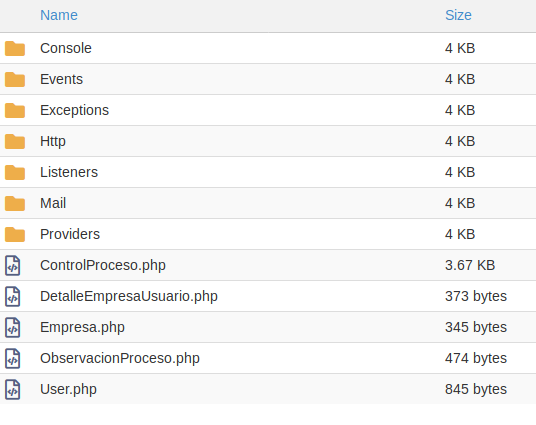 Name Size
Console 4 KB
Events 4 KB
Exceptions 4 KB
Http 4 KB
Listeners 4 KB
Mail 4 KB
Providers 4 KB
ControlProceso.php 3.67 KB
DetalleEmpresaUsuario.php 373 bytes
Empresa.php 345 bytes
ObservacionProceso.php 474 bytes
User.php 845 bytes